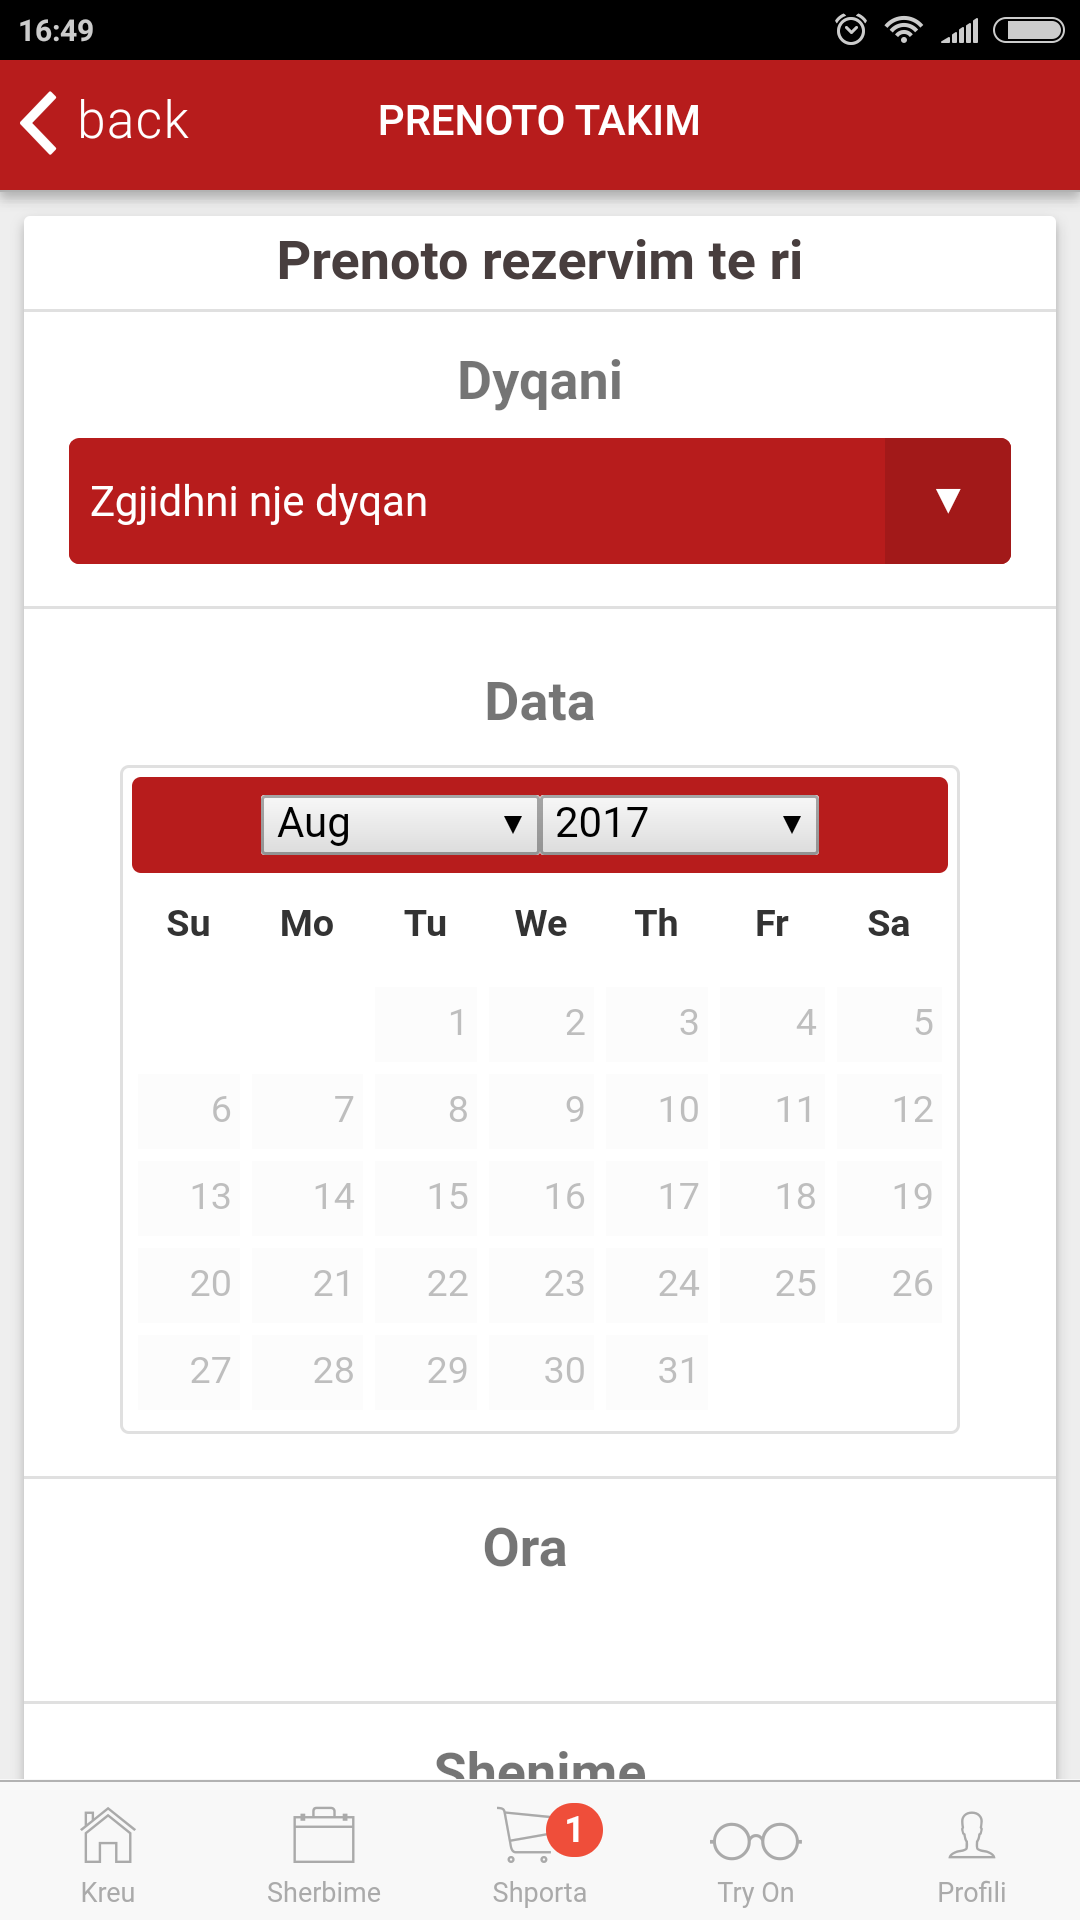 16:49
back
PRENOTO TAKIM
Prenoto rezervim te ri
Dyqani
Zgjidhni nje dyqan ▼
Data
Aug ▼ 2017 ▼
Su Mo Tu We Th Fr Sa
1 2 3 4 5
6 7 8 9 10 11 12
13 14 15 16 17 18 19
20 21 22 23 24 25 26
27 28 29 30 31
Ora
Shenime
1
Kreu Sherbime Shporta Try On Profili